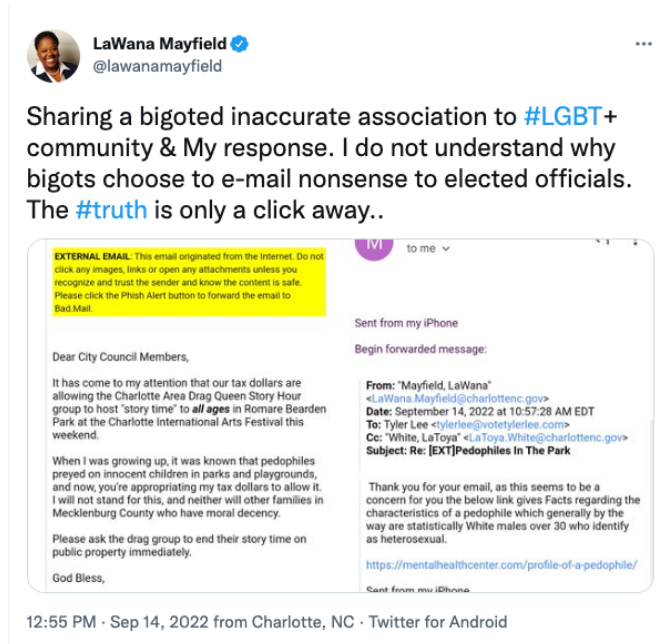 LaWana Mayfield
@lawanamayfield
Sharing a bigoted inaccurate association to #LGBT+
community & My response. I do not understand why
bigots choose to e-mail nonsense to elected officials.
The #truth is only a click away..
EXTERNAL EMAIL: This email originated from the Internet. Do not
click any images, links or open any attachments unless you
recognize and trust the sender and know the content is safe.
Please click the Phish Alert button to forward the email to
Bad.Mail.
Dear City Council Members,
It has come to my attention that our tax dollars are
allowing the Charlotte Area Drag Queen Story Hour
group to host "story time" to all ages in Romare Bearden
Park at the Charlotte International Arts Festival this
weekend.
When I was growing up, it was known that pedophiles
preyed on innocent children in parks and playgrounds,
and now, you're appropriating my tax dollars to allow it.
I will not stand for this, and neither will other families in
Mecklenburg County who have moral decency.
Please ask the drag group to end their story time on
public property immediately.
God Bless,
M
to me
Sent from my iPhone
Begin forwarded message:
From: "Mayfield, LaWana"
<LaWana.Mayfield@charlottenc.gov>
Date: September 14, 2022 at 10:57:28 AM EDT
To: Tyler Lee <tylerlee@votetylerlee.com>
Cc: "White, LaToya" <LaToya.White@charlottenc.gov>
Subject: Re: [EXT]Pedophiles In The Park
Thank you for your email, as this seems to be a
concern for you the below link gives Facts regarding the
characteristics of a pedophile which generally by the
way are statistically White males over 30 who identify
as heterosexual.
https://mentalhealthcenter.com/profile-of-a-pedophile/
Sent from my iPhone
12:55 PM · Sep 14, 2022 from Charlotte, NC · Twitter for Android